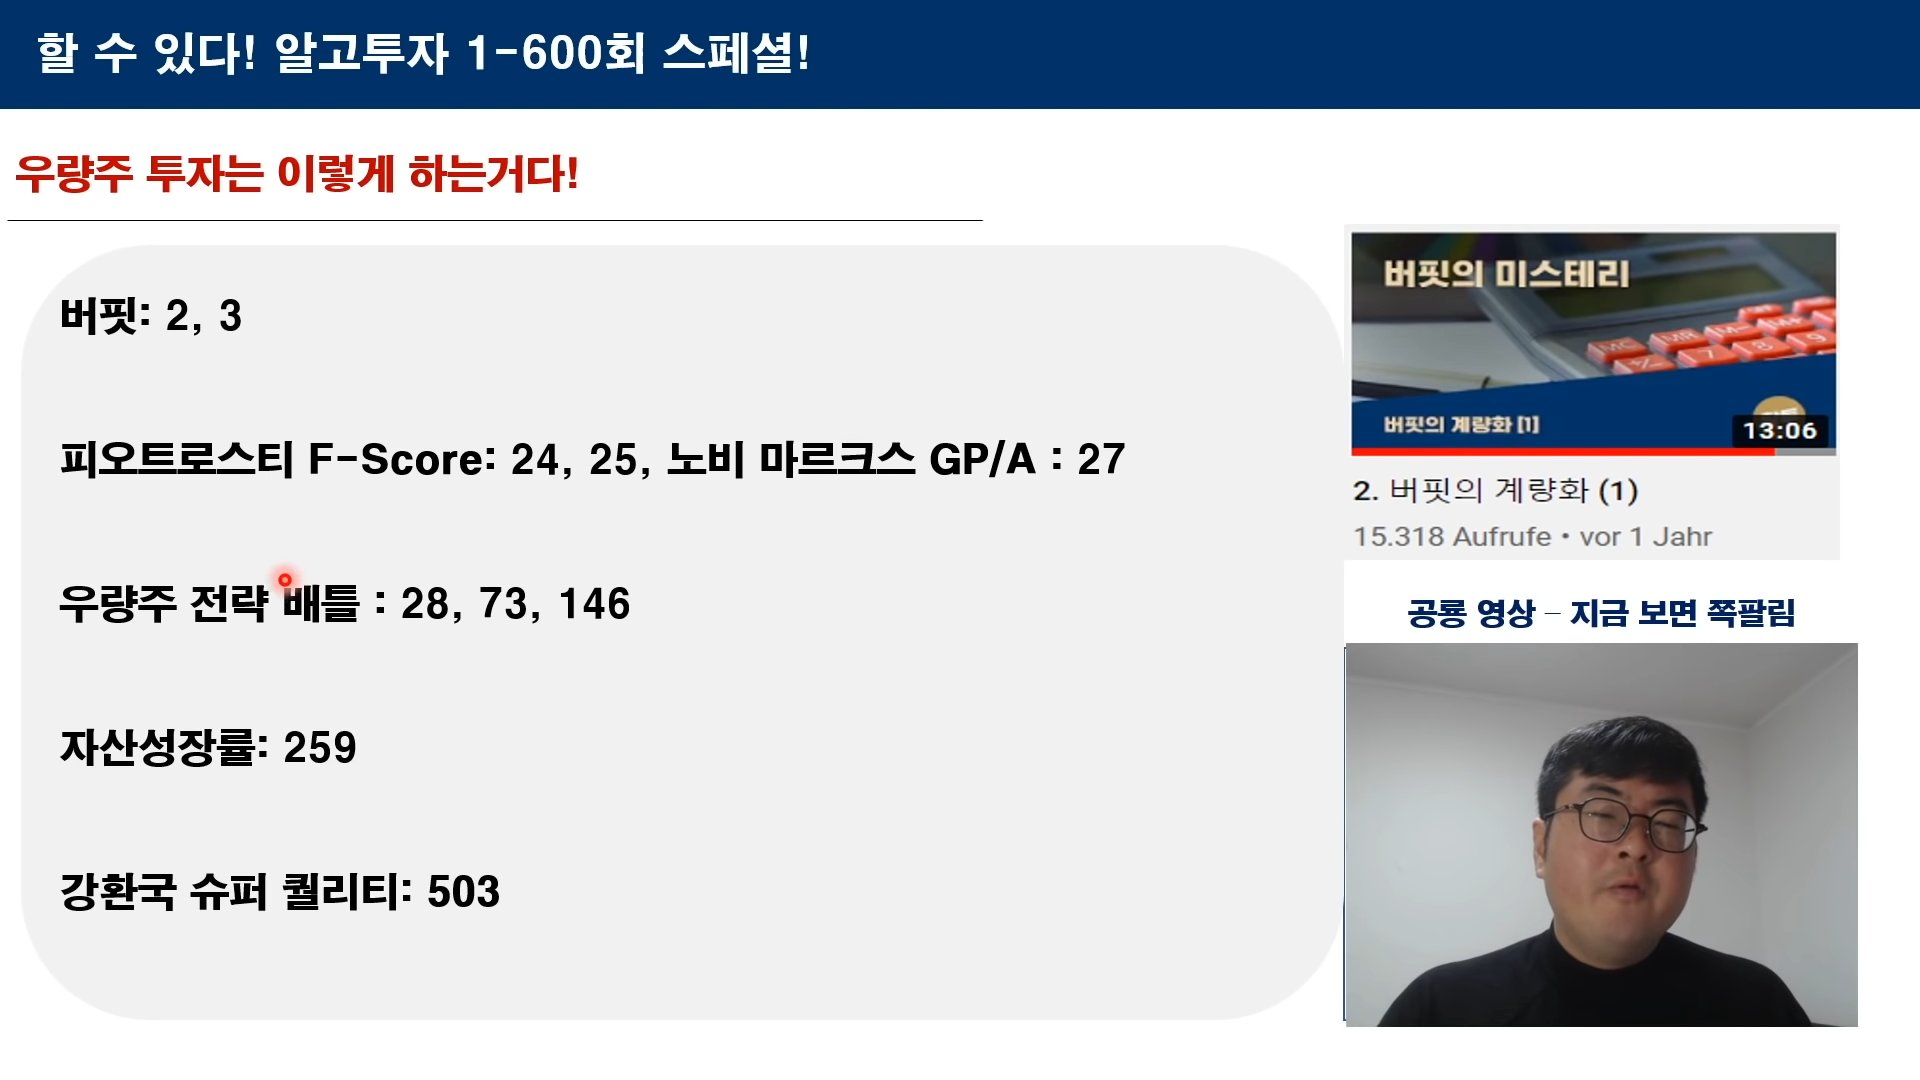 할 수 있다! 알고투자 1-600회 스페셜!
우량주 투자는 이렇게 하는거다!
버핏: 2, 3
피오트로스티 F-Score: 24, 25, 노비 마르크스 GP/A : 27
우량주 전략 배틀 : 28, 73, 146
자산성장률: 259
강환국 슈퍼 퀄리티: 503
버핏의 미스테리
버핏의 계량화 [1]
13:06
2. 버핏의 계량화 (1)
15.318 Aufrufe • vor 1 Jahr
공룡 영상 – 지금 보면 쪽팔림